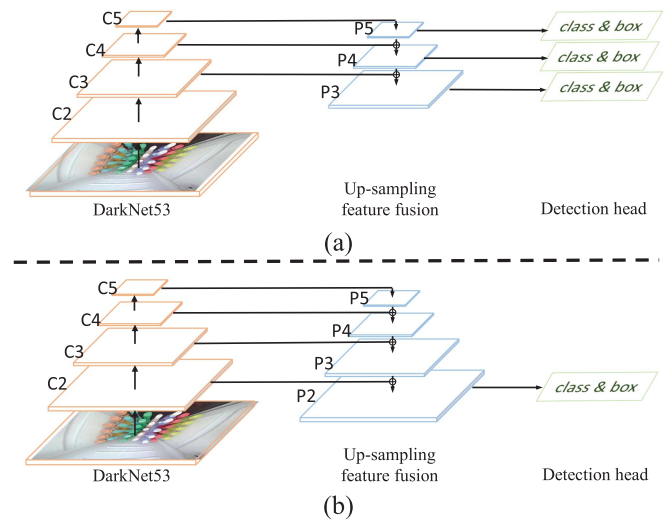 C5
P5
class & box
C4
P4
class & box
C3
P3
class & box
C2
DarkNet53
Up-sampling
feature fusion
Detection head
(a)
C5
P5
C4
P4
C3
P3
C2
P2
class & box
DarkNet53
Up-sampling
feature fusion
Detection head
(b)